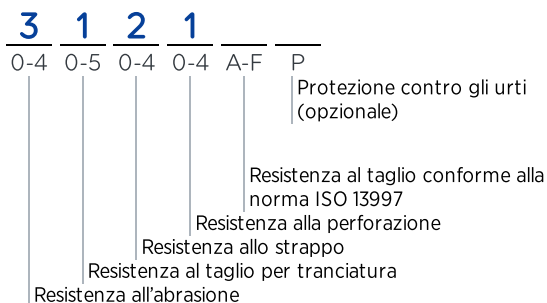 3 1 2 1
0-4 0-5 0-4 0-4 A-F P
Protezione contro gli urti
(opzionale)
Resistenza al taglio conforme alla
norma ISO 13997
Resistenza alla perforazione
Resistenza allo strappo
Resistenza al taglio per tranciatura
Resistenza all'abrasione